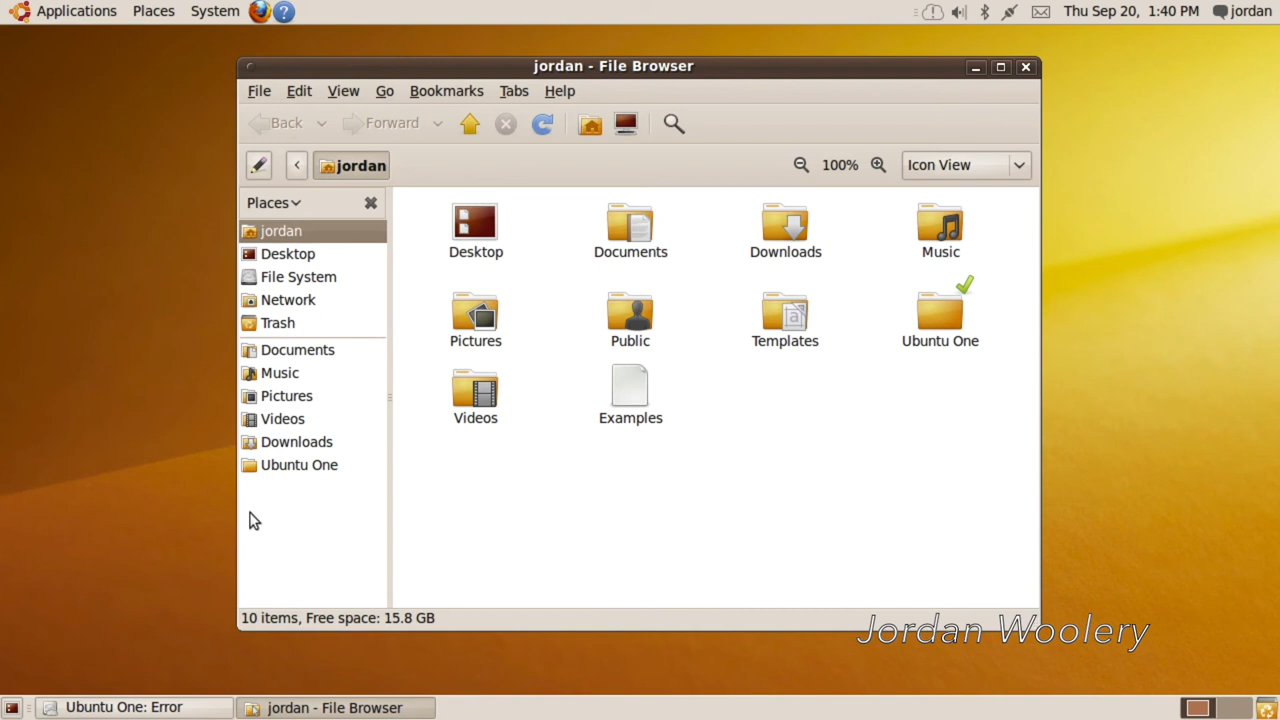 Applications Places System Thu Sep 20, 1:40 PM jordan
jordan - File Browser
File Edit View Go Bookmarks Tabs Help
Back Forward
jordan 100% Icon View
Places
jordan
Desktop
File System
Network
Trash
Documents
Music
Pictures
Videos
Downloads
Ubuntu One
Desktop Documents Downloads Music
Pictures Public Templates Ubuntu One
Videos Examples
10 items, Free space: 15.8 GB
Jordan Woolery
Ubuntu One: Error jordan - File Browser